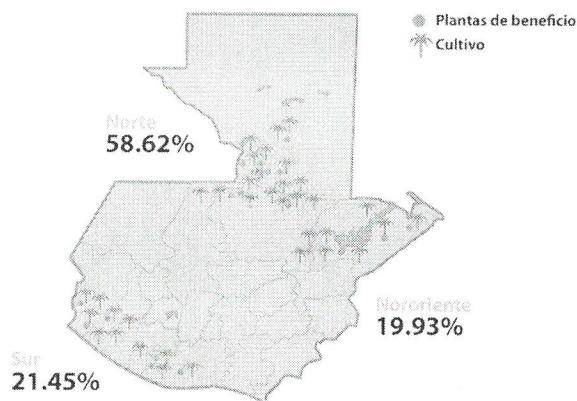 Plantas de beneficio
Cultivo
Norte
58.62%
Nororiente
19.93%
Sur
21.45%